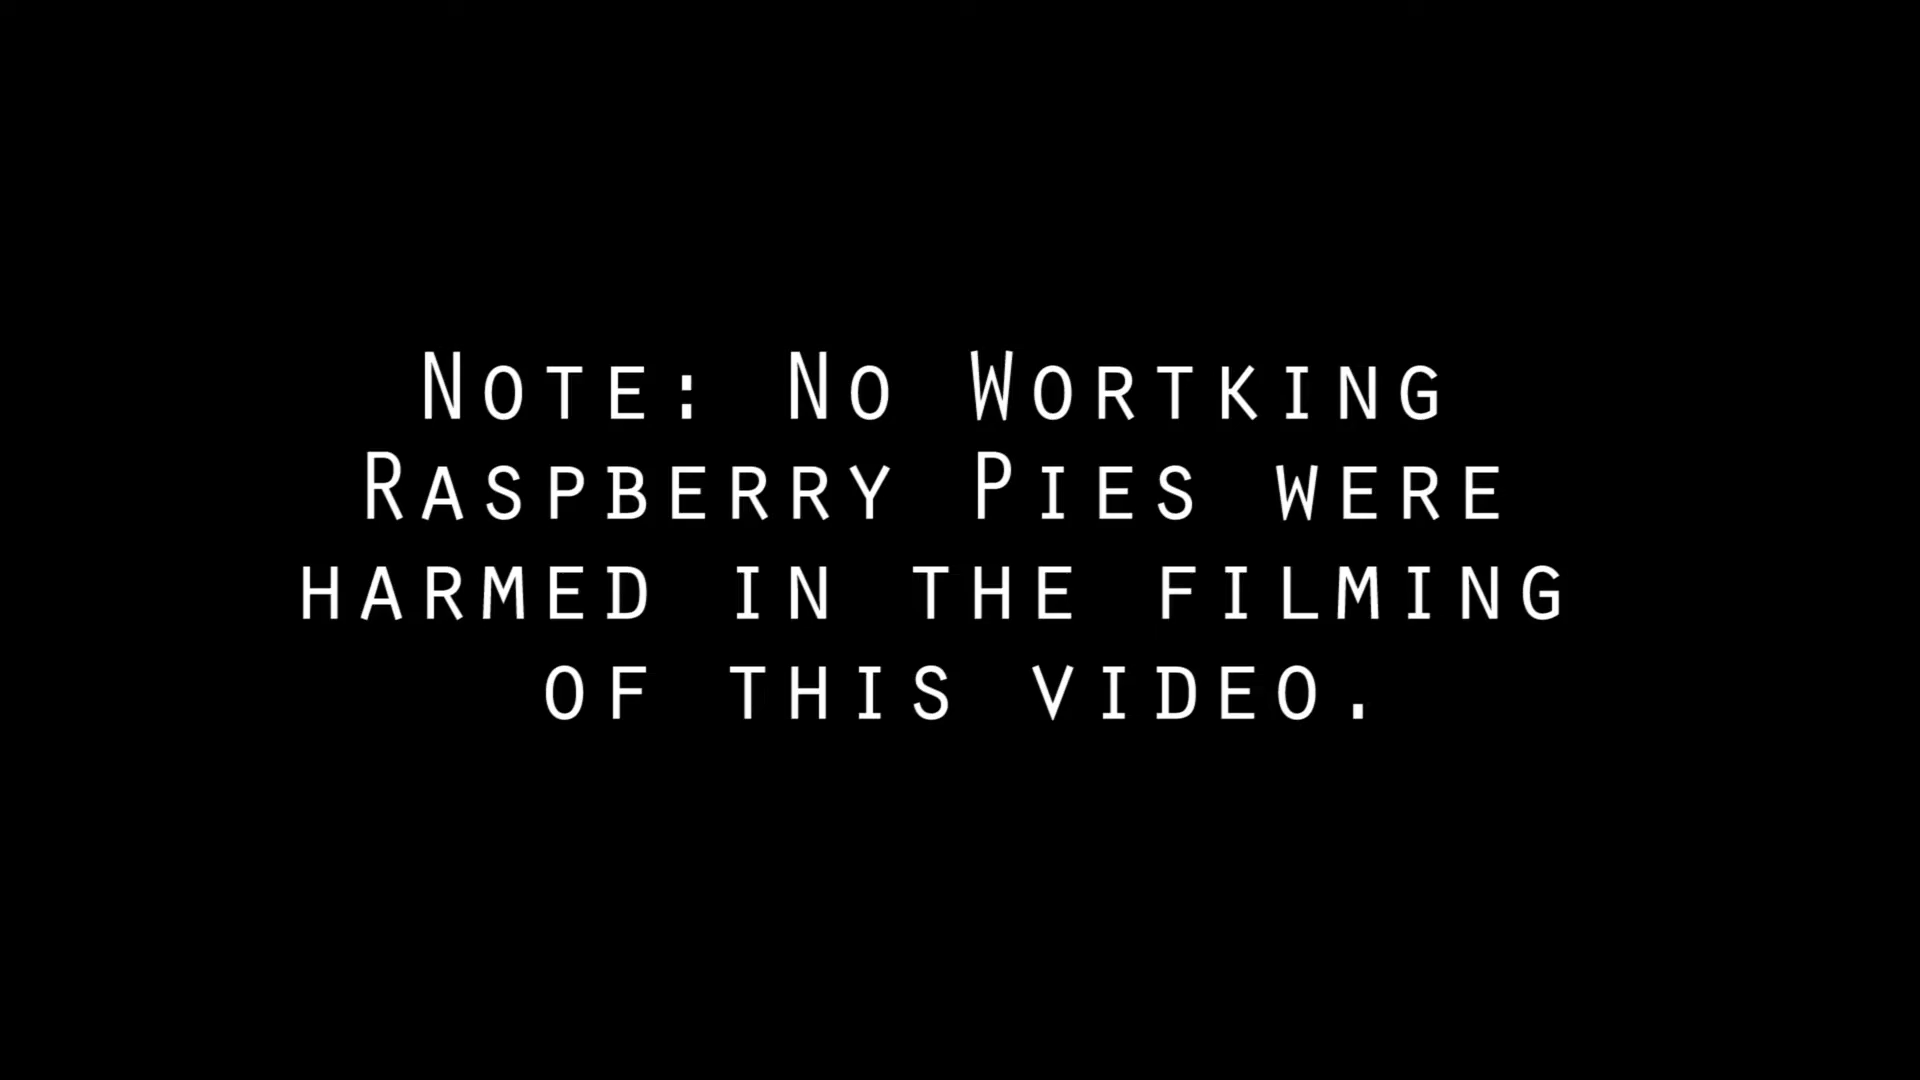 Note: No Wortking
Raspberry Pies were
harmed in the filming
of this video.